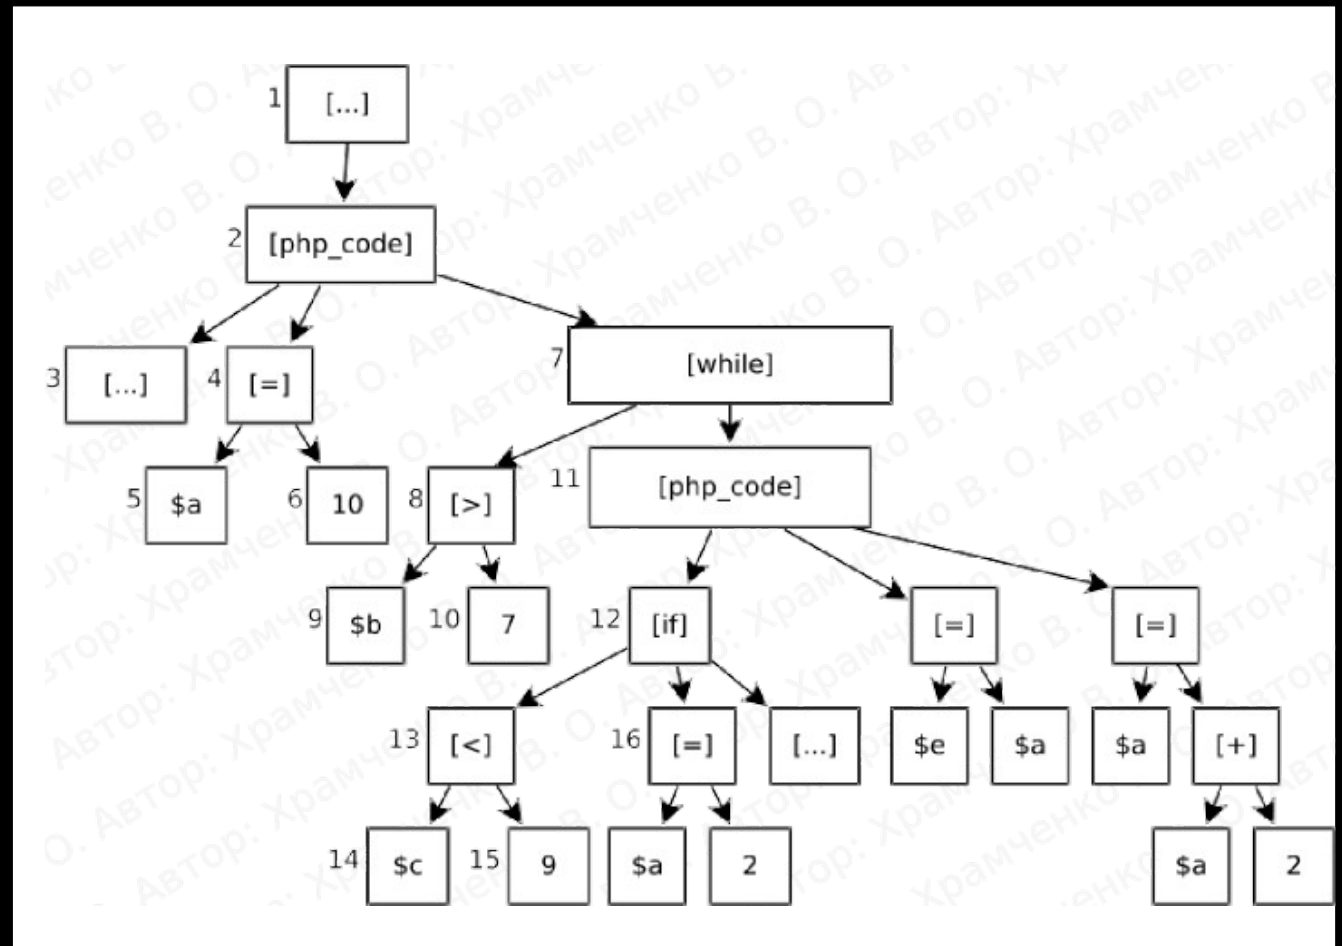 1 [...]
2 [php_code]
7 [while]
3 [...] 4 [=]
11 [php_code]
5 $a 6 10 8 [>]
9 $b 10 7 12 [if] [=] [=]
13 [<] 16 [=] [...] $e $a $a [+]
14 $c 15 9 $a 2 $a 2
Автор: Храмченко В. О.